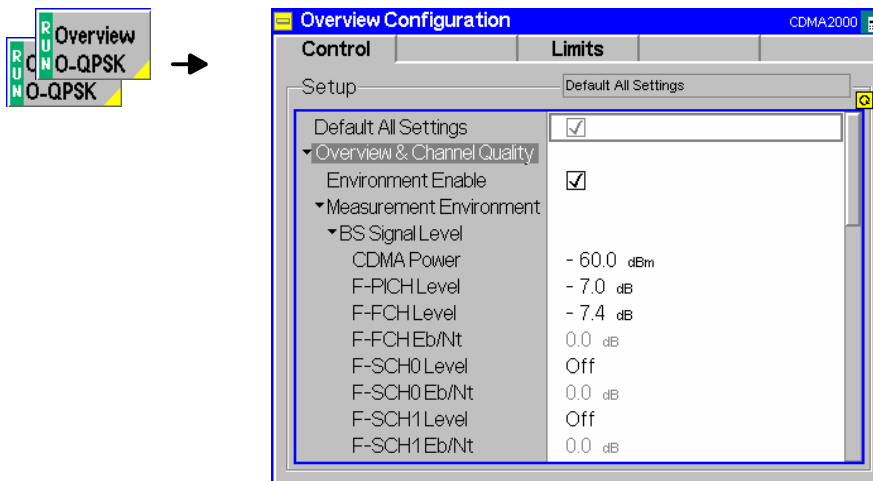 RUN Overview
O-QPSK
RUN O
O-QPSK
Overview Configuration CDMA2000
Control Limits
Setup Default All Settings
Default All Settings
Overview & Channel Quality
Environment Enable
Measurement Environment
BS Signal Level
CDMA Power - 60.0 dBm
F-PICH Level - 7.0 dB
F-FCH Level - 7.4 dB
F-FCH Eb/Nt 0.0 dB
F-SCH0 Level Off
F-SCH0 Eb/Nt 0.0 dB
F-SCH1 Level Off
F-SCH1 Eb/Nt 0.0 dB